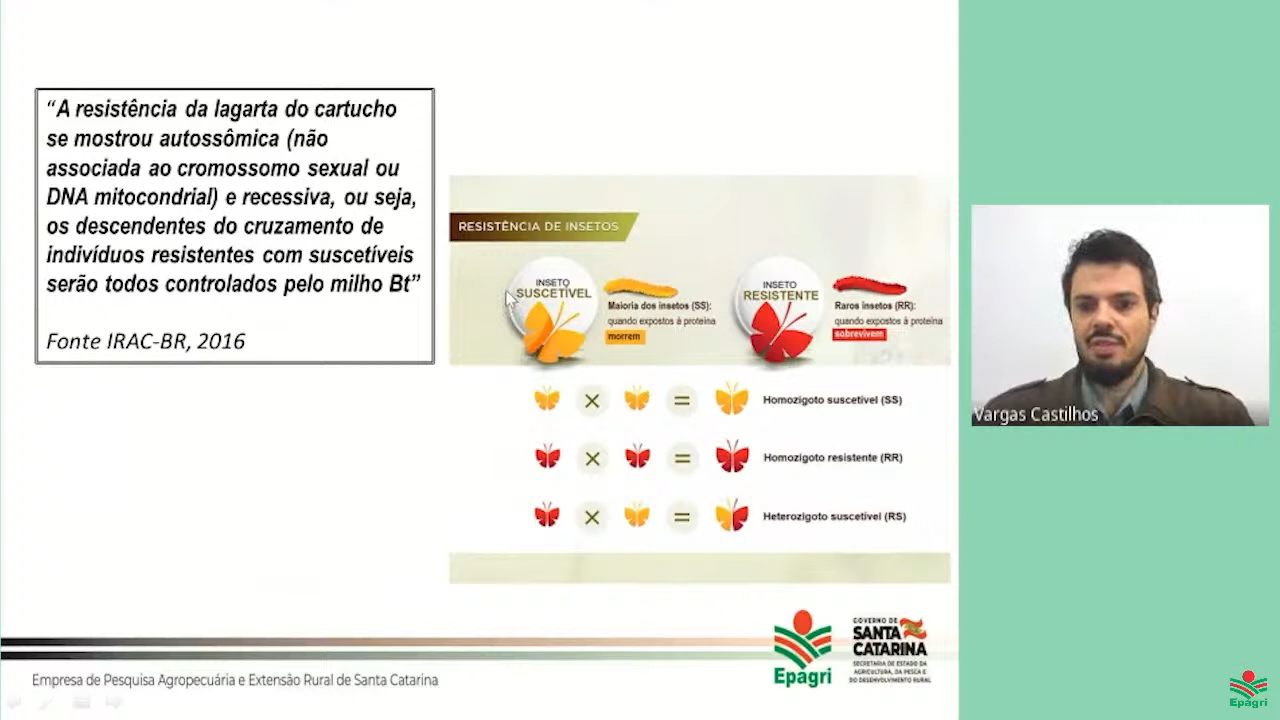 “A resistência da lagarta do cartucho
se mostrou autossômica (não
associada ao cromossomo sexual ou
DNA mitocondrial) e recessiva, ou seja,
os descendentes do cruzamento de
indivíduos resistentes com suscetíveis
serão todos controlados pelo milho Bt”
Fonte IRAC-BR, 2016
RESISTÊNCIA DE INSETOS
INSETO
SUSCETÍVEL
Maioria dos insetos (SS):
quando expostos à proteína
morrem
INSETO
RESISTENTE
Raros insetos (RR):
quando expostos à proteína
sobrevivem
Homozigoto suscetível (SS)
Homozigoto resistente (RR)
Heterozigoto suscetível (RS)
Vargas Castilhos
Empresa de Pesquisa Agropecuária e Extensão Rural de Santa Catarina
Epagri
GOVERNO DE
SANTA
CATARINA
SECRETARIA DE ESTADO DA
AGRICULTURA, DA PESCA E
DO DESENVOLVIMENTO RURAL
Epagri